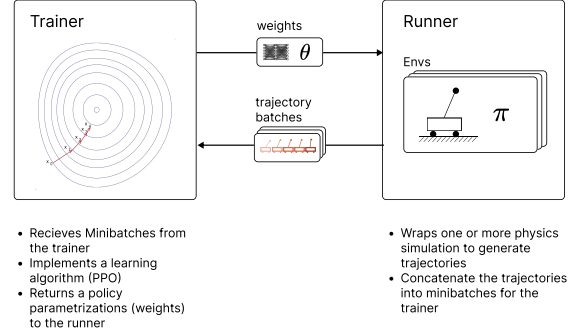 Trainer
weights
θ
trajectory
batches
Runner
Envs
π
• Recieves Minibatches from
the trainer
• Implements a learning
algorithm (PPO)
• Returns a policy
parametrizations (weights)
to the runner
• Wraps one or more physics
simulation to generate
trajectories
• Concatenate the trajectories
into minibatches for the
trainer